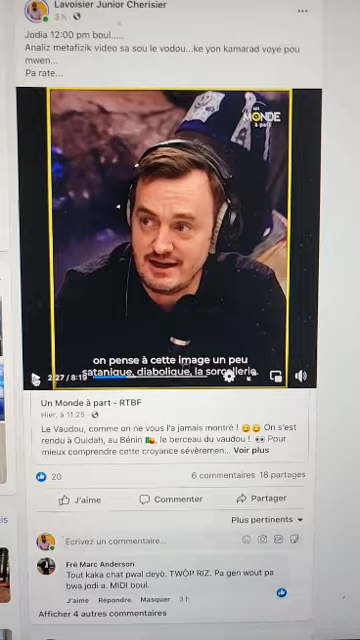 Lavoisier Junior Cherisier
3 h ·
Jodia 12:00 pm boul.....
Analiz metafizik video sa sou le vodou...ke yon kamarad voye pou
mwen...
Pa rate...
un
MONDE
à part
on pense à cette image un peu
satanique, diabolique, la sorcellerie.
2:27 / 8:19
Un Monde à part - RTBF
Hier, à 11:25 ·
Le Vaudou, comme on ne vous l'a jamais montré ! 😏😏 On s'est
rendu à Ouidah, au Bénin 🇧🇯, le berceau du vaudou ! 👀 Pour
mieux comprendre cette croyance sévèremen... Voir plus
20
6 commentaires 18 partages
J'aime
Commenter
Partager
Plus pertinents
Écrivez un commentaire...
Frè Marc Anderson
Tout kaka chat pwal deyò. TWÒP RIZ. Pa gen wout pa
bwa jodi a. MIDI boul.
J'aime Répondre Masquer 3 h
Afficher 4 autres commentaires